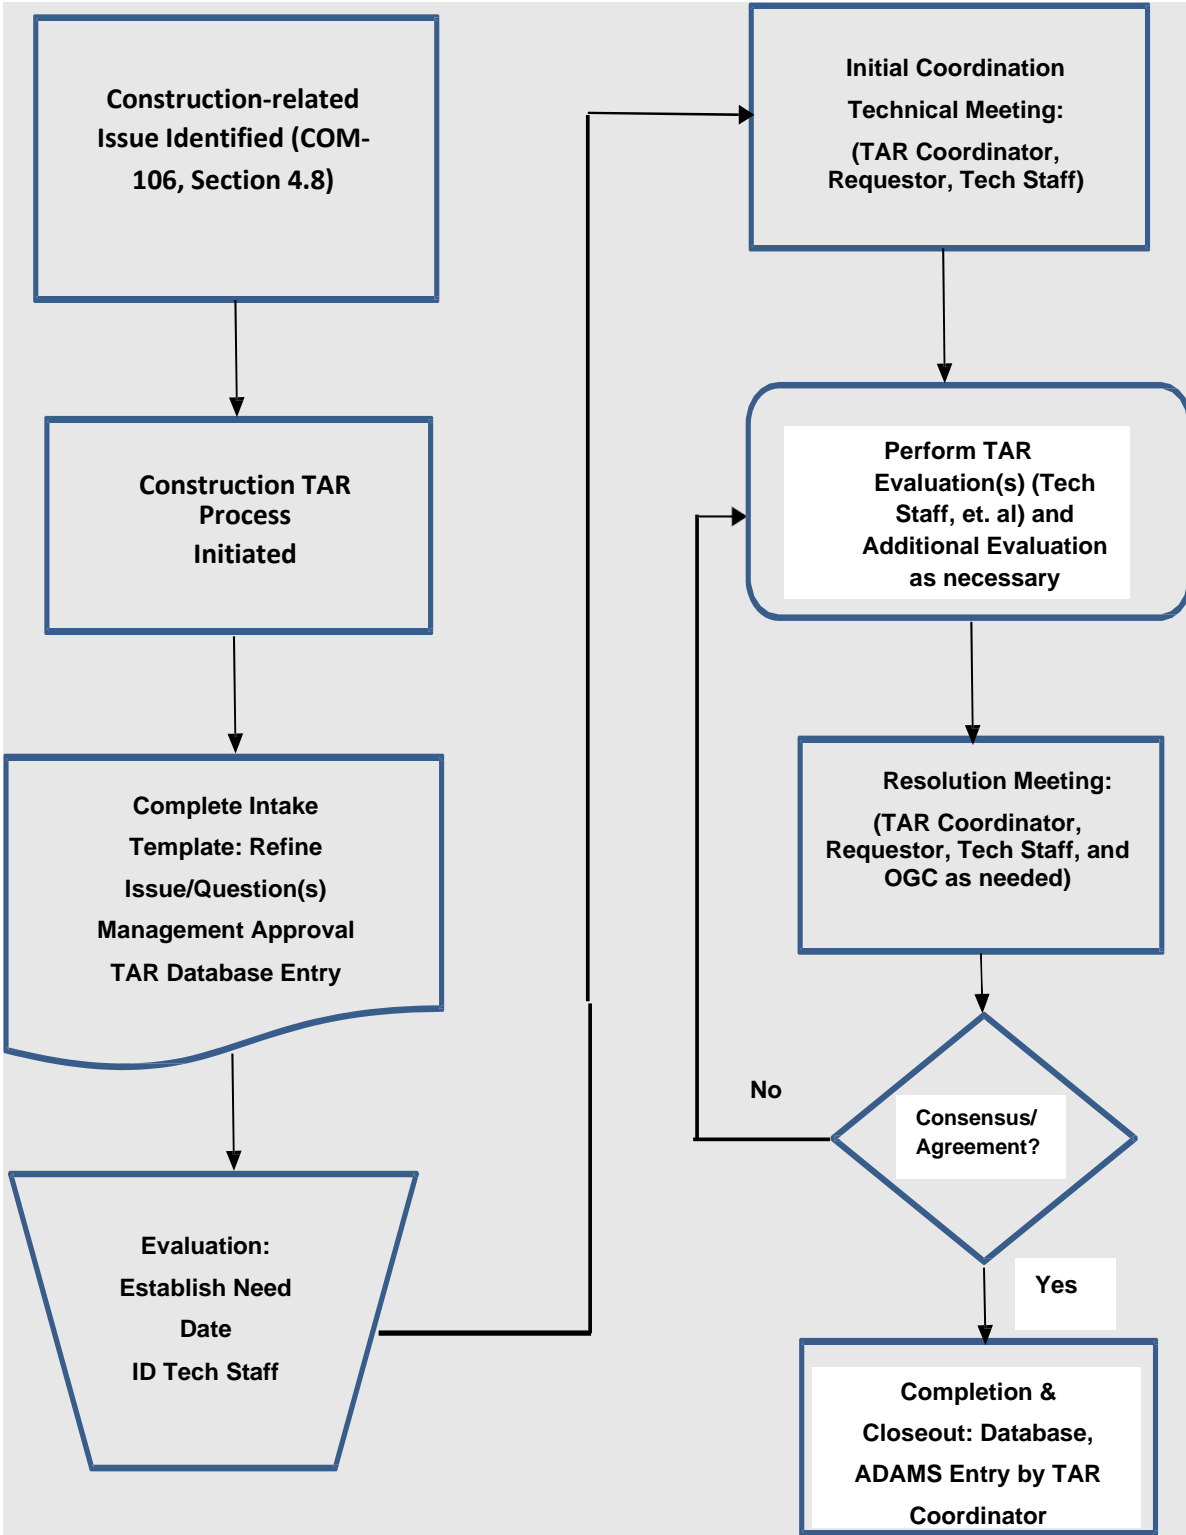 Construction-related
Issue Identified (COM-
106, Section 4.8)
Construction TAR
Process
Initiated
Complete Intake
Template: Refine
Issue/Question(s)
Management Approval
TAR Database Entry
Evaluation:
Establish Need
Date
ID Tech Staff
Initial Coordination
Technical Meeting:
(TAR Coordinator,
Requestor, Tech Staff)
Perform TAR
Evaluation(s) (Tech
Staff, et. al) and
Additional Evaluation
as necessary
Resolution Meeting:
(TAR Coordinator,
Requestor, Tech Staff, and
OGC as needed)
No
Consensus/
Agreement?
Yes
Completion &
Closeout: Database,
ADAMS Entry by TAR
Coordinator